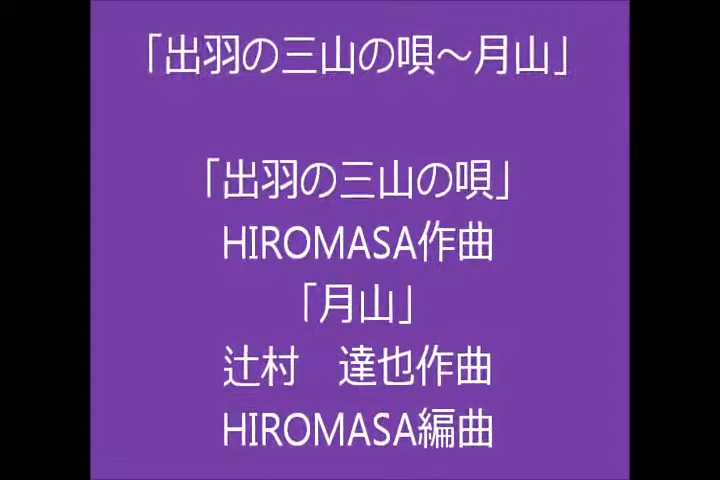 「出羽の三山の唄～月山」
「出羽の三山の唄」
HIROMASA作曲
「月山」
辻村　達也作曲
HIROMASA編曲